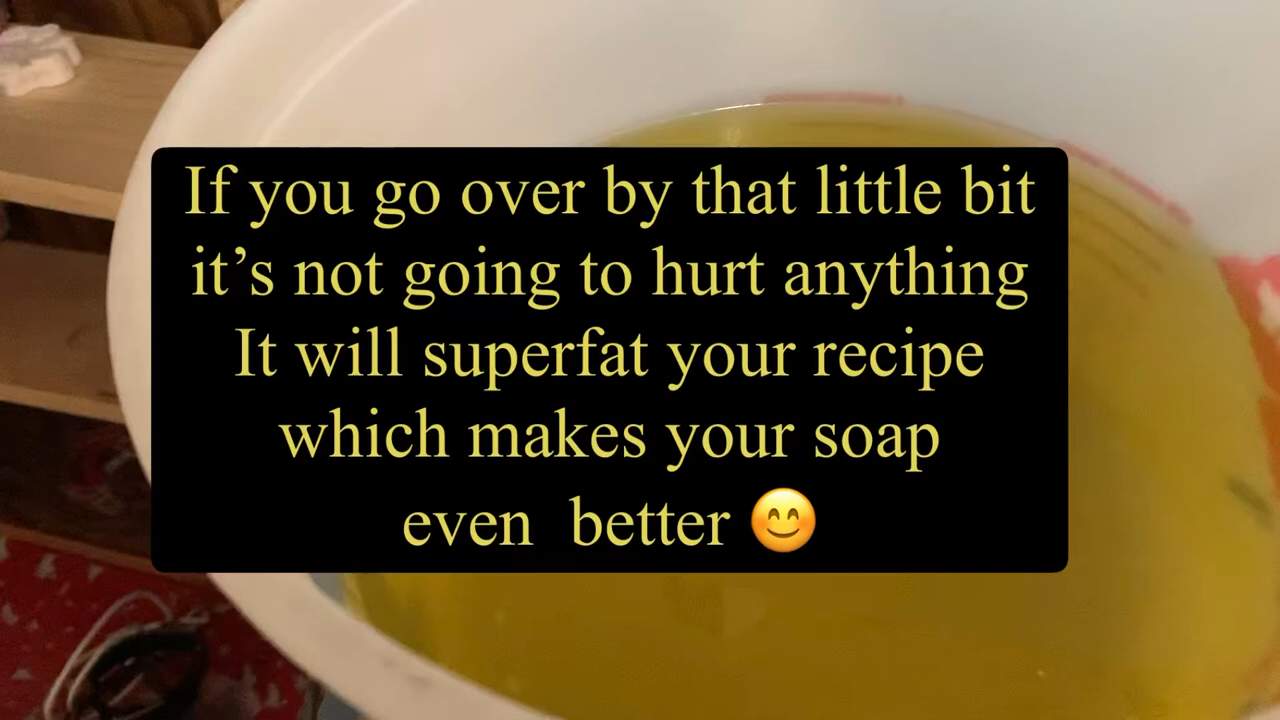 If you go over by that little bit
it’s not going to hurt anything
It will superfat your recipe
which makes your soap
even  better 😊